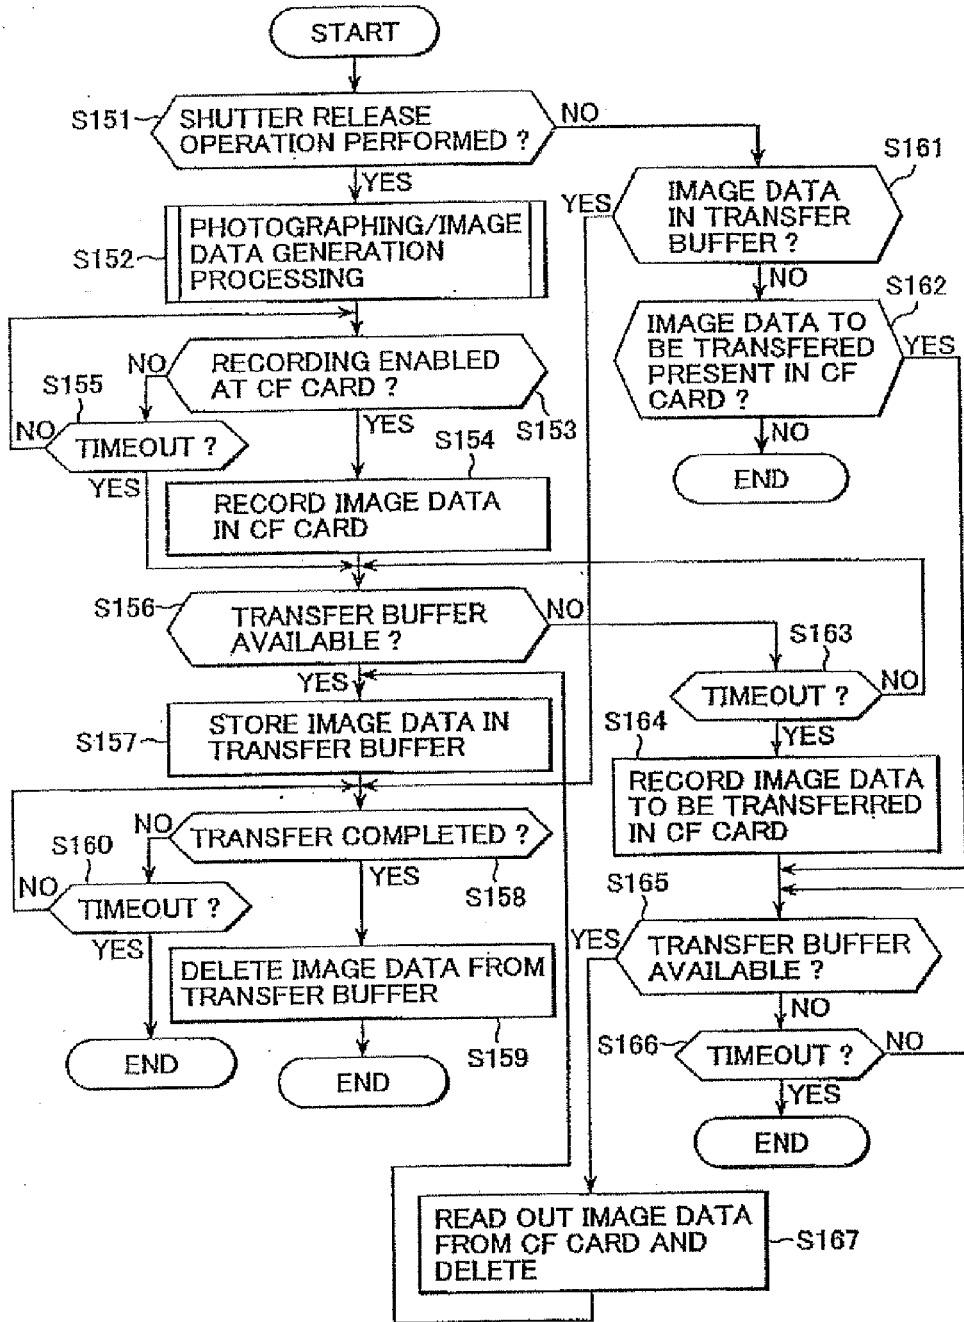 START
S151
SHUTTER RELEASE
OPERATION PERFORMED ?
NO
YES
S161
IMAGE DATA
IN TRANSFER
BUFFER ?
YES
NO
S152
PHOTOGRAPHING/IMAGE
DATA GENERATION
PROCESSING
S162
IMAGE DATA TO
BE TRANSFERED
PRESENT IN CF
CARD ?
YES
NO
END
RECORDING ENABLED
AT CF CARD ?
S153
NO
YES
S155
TIMEOUT ?
NO
YES
S154
RECORD IMAGE DATA
IN CF CARD
S156
TRANSFER BUFFER
AVAILABLE ?
NO
YES
S163
TIMEOUT ?
NO
YES
S157
STORE IMAGE DATA IN
TRANSFER BUFFER
S164
RECORD IMAGE DATA
TO BE TRANSFERRED
IN CF CARD
TRANSFER COMPLETED ?
S158
NO
YES
S160
TIMEOUT ?
NO
YES
END
DELETE IMAGE DATA FROM
TRANSFER BUFFER
S159
END
S165
TRANSFER BUFFER
AVAILABLE ?
YES
NO
S166
TIMEOUT ?
NO
YES
END
READ OUT IMAGE DATA
FROM CF CARD AND
DELETE
S167